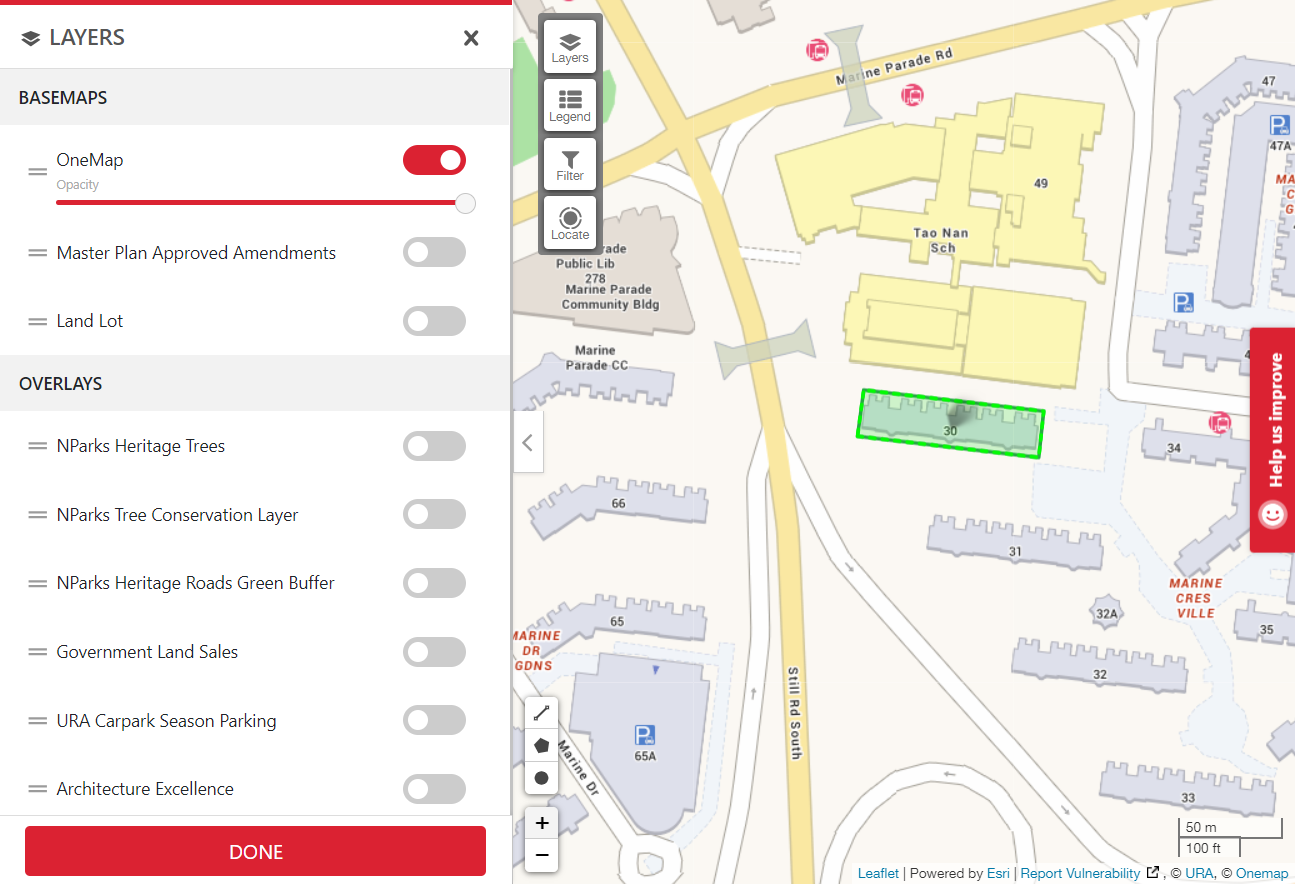 LAYERS
BASEMAPS
OneMap
Opacity
Master Plan Approved Amendments
Land Lot
OVERLAYS
NParks Heritage Trees
NParks Tree Conservation Layer
NParks Heritage Roads Green Buffer
Government Land Sales
URA Carpark Season Parking
Architecture Excellence
DONE
Layers
Legend
Filter
Locate
Marine Parade Rd
47
47A
49
Tao Nan
Sch
Public Lib
278
Marine Parade
Community Bldg
Marine
Parade CC
30
34
66
31
MARINE
CRES
VILLE
32A
35
65
MARINE
DR
GDNS
32
Still Rd South
65A
Marine Dr
33
Help us improve
+
−
50 m
100 ft
Leaflet | Powered by Esri | Report Vulnerability , © URA, © Onemap